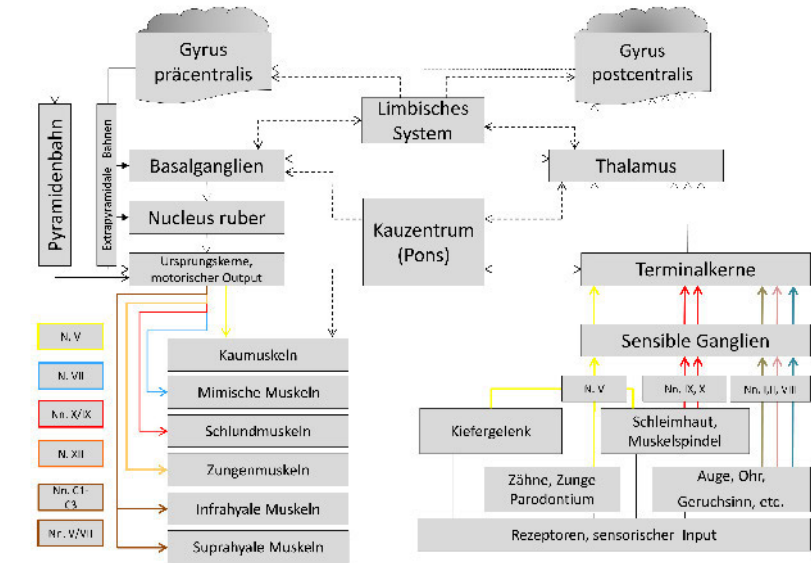 Gyrus
präcentralis
Gyrus
postcentralis
Limbisches
System
Pyramidenbahn
Extrapyramidale Bahnen
Basalganglien
Thalamus
Nucleus ruber
Kauzentrum
(Pons)
Ursprungskerne,
motorischer Output
Terminalkerne
Sensible Ganglien
N. V
N. VII
Nn. X/IX
N. XII
Nn. C1-
C3
Nn. V/VII
Kaumuskeln
Mimische Muskeln
Schlundmuskeln
Zungenmuskeln
Infrahyale Muskeln
Suprahyale Muskeln
N. V
Nn. IX, X
Nn. I,II, VIII
Kiefergelenk
Schleimhaut,
Muskelspindel
Zähne, Zunge
Parodontium
Auge, Ohr,
Geruchsinn, etc.
Rezeptoren, sensorischer Input